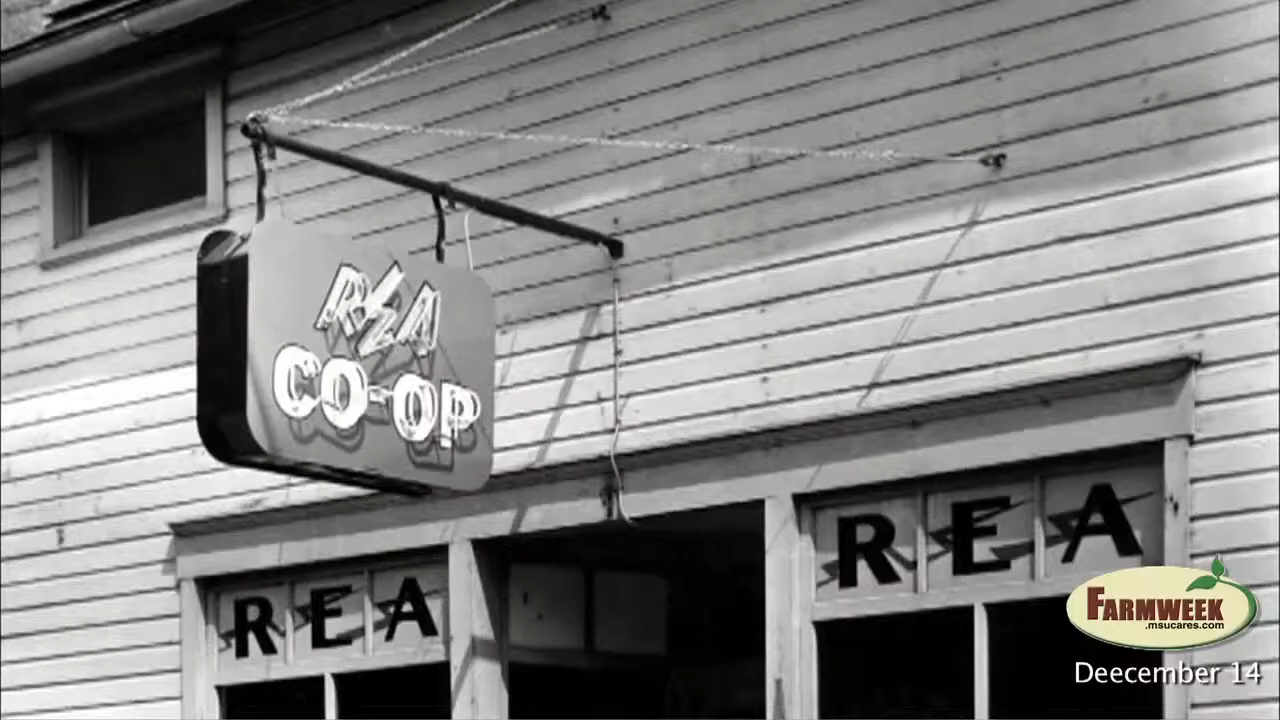 REA
CO-OP
REA
REA
FARMWEEK
.msucares.com
Deecember 14